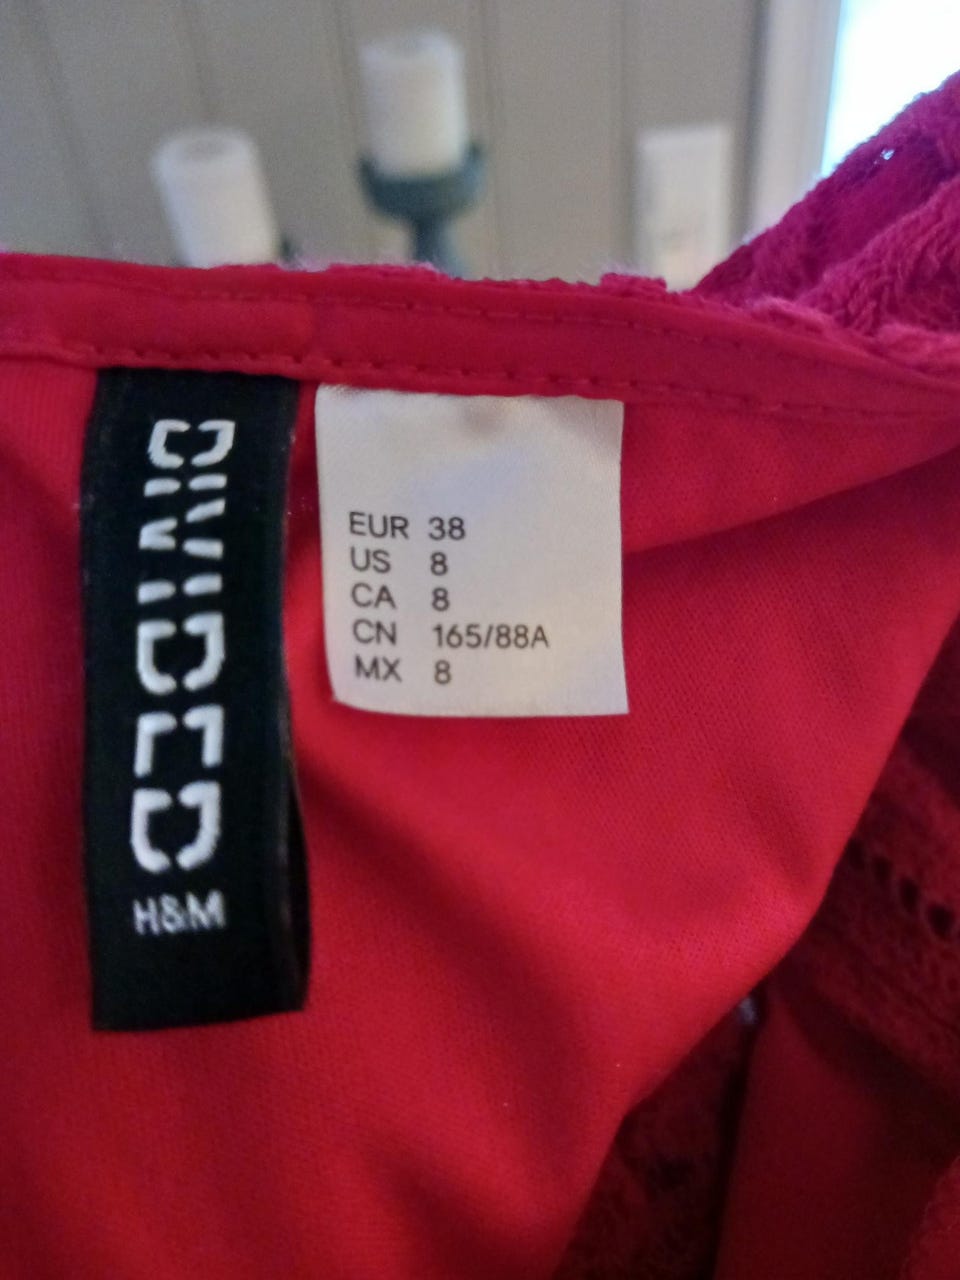 DIVIDED
H&M
EUR 38
US 8
CA 8
CN 165/88A
MX 8